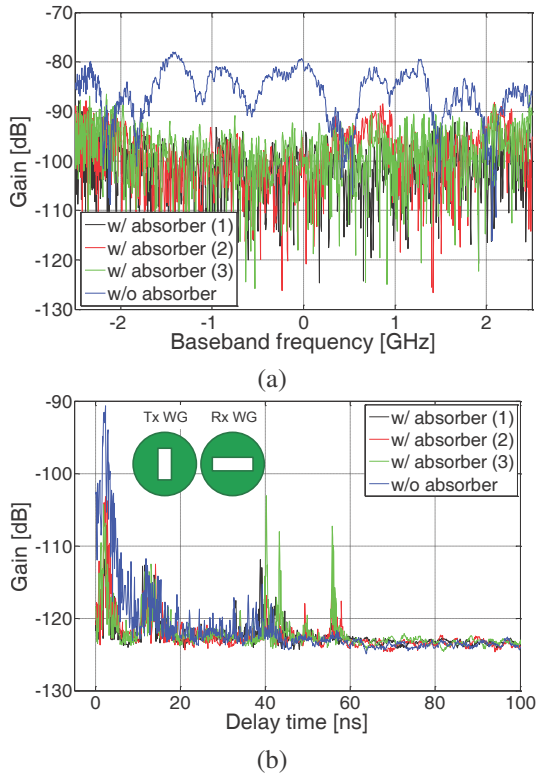 -70
-80
-90
-100
-110
-120
-130
Gain [dB]
w/ absorber (1)
w/ absorber (2)
w/ absorber (3)
w/o absorber
-2
-1
0
1
2
Baseband frequency [GHz]
(a)
-90
-100
-110
-120
-130
Gain [dB]
Tx WG Rx WG
w/ absorber (1)
w/ absorber (2)
w/ absorber (3)
w/o absorber
0
20
40
60
80
100
Delay time [ns]
(b)